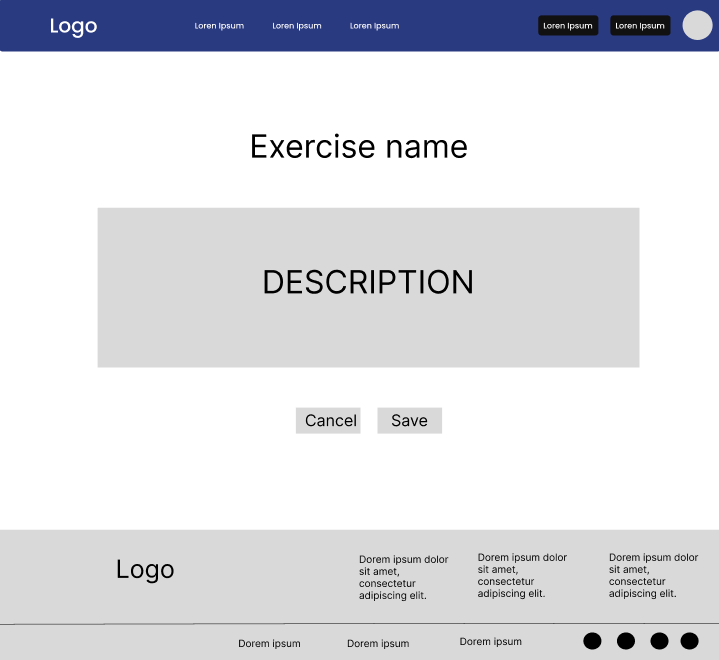 Logo
Loren Ipsum
Loren Ipsum
Loren Ipsum
Loren Ipsum
Loren Ipsum
Exercise name
DESCRIPTION
Cancel
Save
Logo
Dorem ipsum dolor
sit amet,
consectetur
adipiscing elit.
Dorem ipsum dolor
sit amet,
consectetur
adipiscing elit.
Dorem ipsum dolor
sit amet,
consectetur
adipiscing elit.
Dorem ipsum
Dorem ipsum
Dorem ipsum